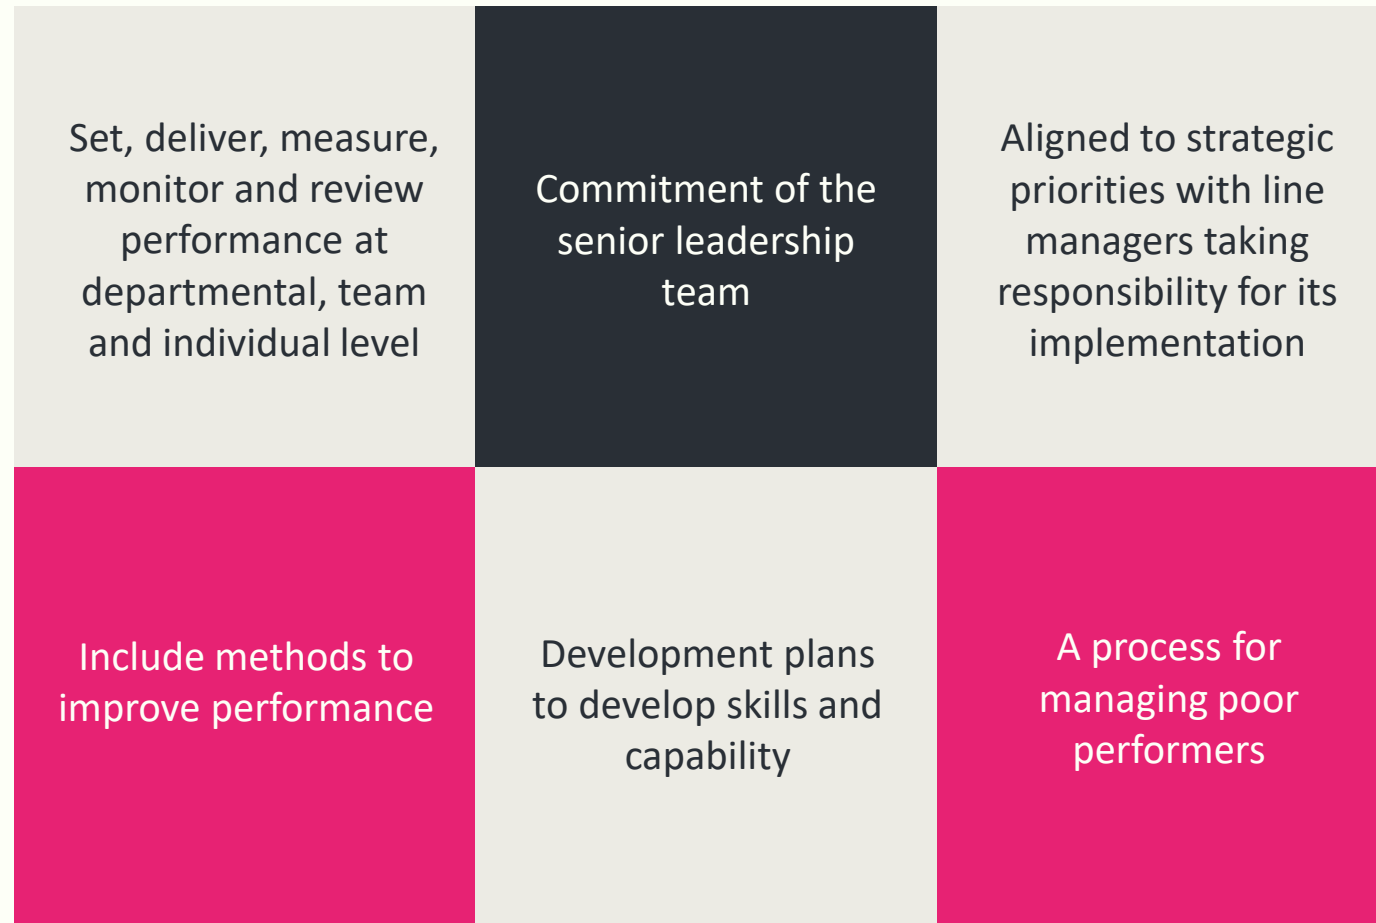 Set, deliver, measure,
monitor and review
performance at
departmental, team
and individual level
Commitment of the
senior leadership
team
Aligned to strategic
priorities with line
managers taking
responsibility for its
implementation
Include methods to
improve performance
Development plans
to develop skills and
capability
A process for
managing poor
performers